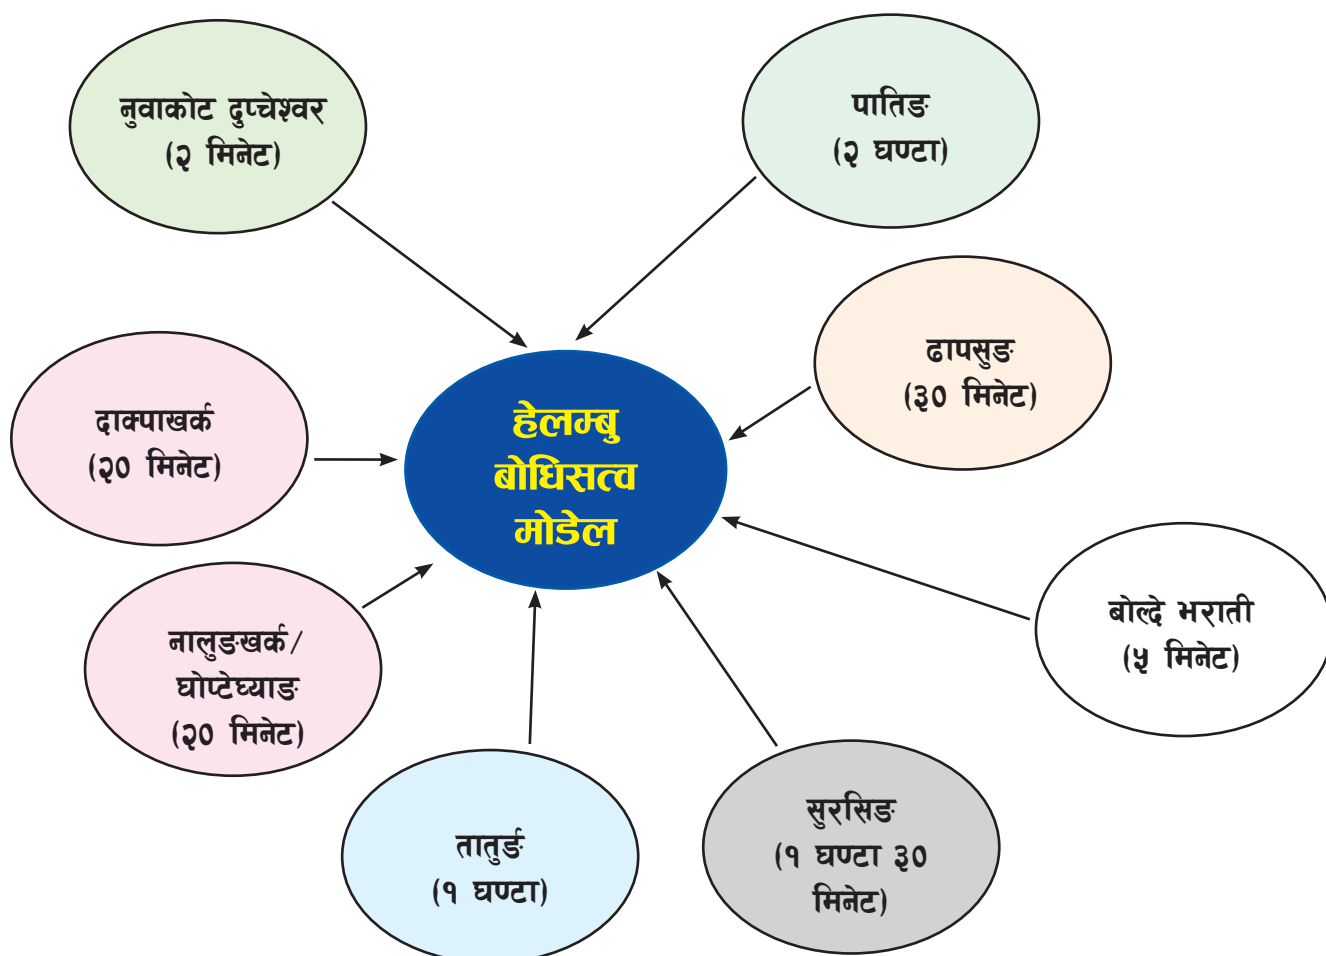 नुवाकोट दुप्चेश्वर
(२ मिनेट)
पातिङ
(२ घण्टा)
ढापसुङ
(३० मिनेट)
दाक्पाखर्क
(२० मिनेट)
हेलम्बु
बोधिसत्व
मोडेल
बोल्दे भराती
(५ मिनेट)
नालुङखर्क/
घोप्टेघ्याङ
(२० मिनेट)
तातुर्ङ
(१ घण्टा)
सुरसिङ
(१ घण्टा ३०
मिनेट)